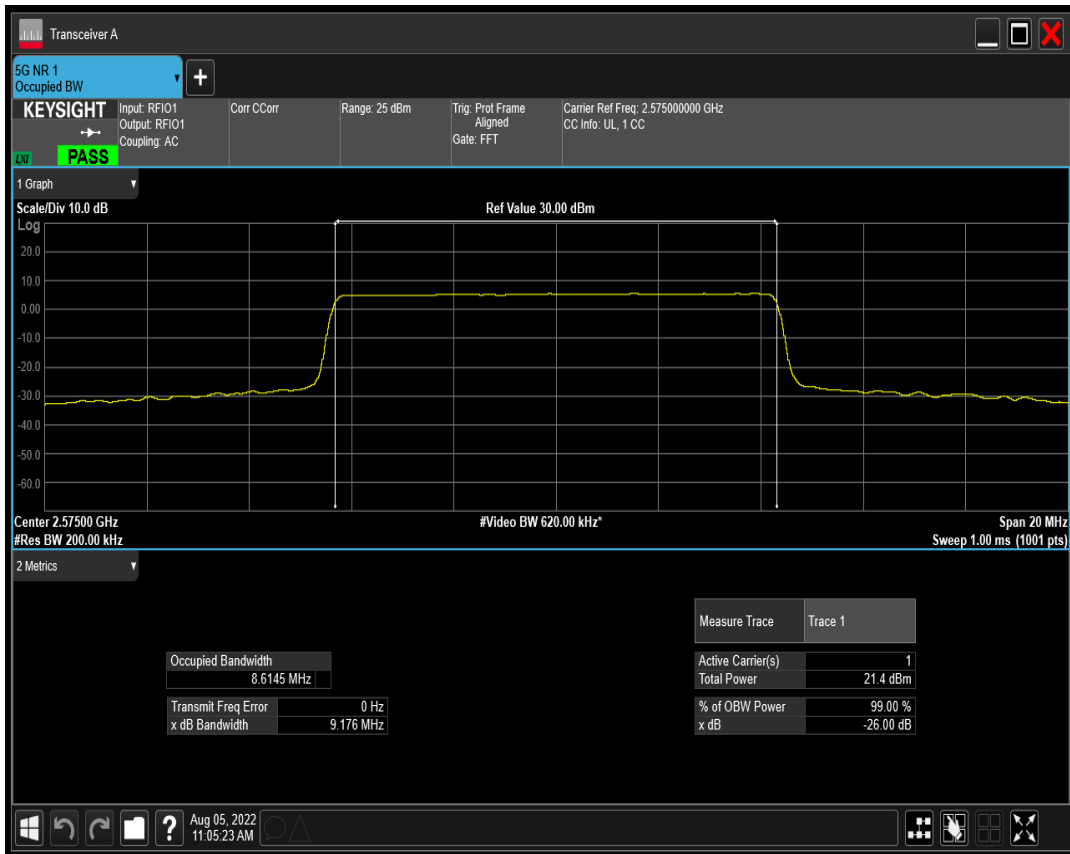 Transceiver A
5G NR 1
Occupied BW
+
KEYSIGHT
LXI
PASS
Input: RFIO1
Output: RFIO1
Coupling: AC
Corr CCorr
Range: 25 dBm
Trig: Prot Frame
Aligned
Gate: FFT
Carrier Ref Freq: 2.575000000 GHz
CC Info: UL, 1 CC
1 Graph
Scale/Div 10.0 dB
Ref Value 30.00 dBm
Log
20.0
10.0
0.00
-10.0
-20.0
-30.0
-40.0
-50.0
-60.0
Center 2.57500 GHz
#Video BW 620.00 kHz*
Span 20 MHz
#Res BW 200.00 kHz
Sweep 1.00 ms (1001 pts)
2 Metrics
Measure Trace Trace 1
Occupied Bandwidth
8.6145 MHz
Active Carrier(s) 1
Total Power 21.4 dBm
Transmit Freq Error 0 Hz
x dB Bandwidth 9.176 MHz
% of OBW Power 99.00 %
x dB -26.00 dB
?
Aug 05, 2022
11:05:23 AM